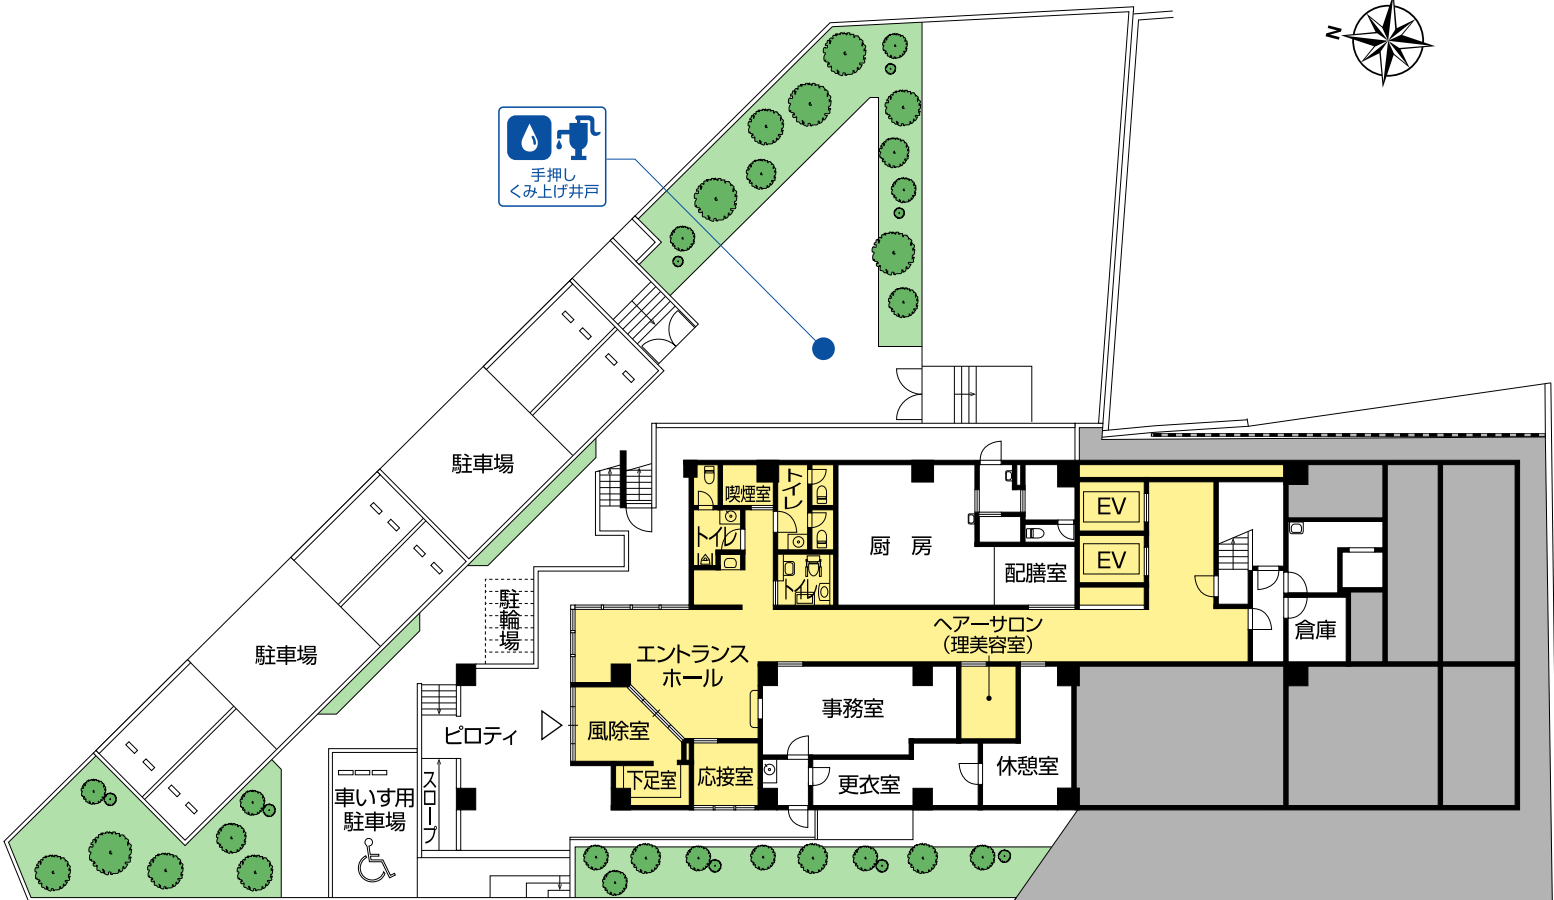 N
手押し
くみ上げ井戸
駐車場
喫煙室
トイレ
トイレ
トイレ
厨 房
配膳室
EV
EV
駐輪場
倉庫
ヘアーサロン
(理美容室)
エントランス
ホール
駐車場
事務室
風除室
ピロティ
休憩室
下足室
応接室
更衣室
スロープ
車いす用
駐車場